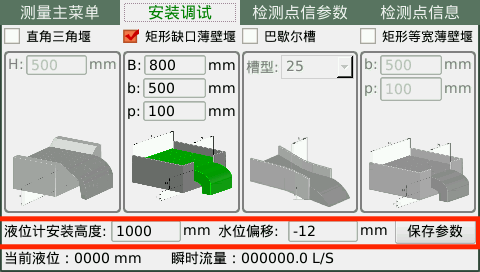 测量主菜单 安装调试 检测点信参数 检测点信息
直角三角堰 矩形缺口薄壁堰 巴歇尔槽 矩形等宽薄壁堰
H: 500 mm B: 800 mm 槽型: 25 b: 500 mm
b: 500 mm p: 100 mm
p: 100 mm
液位计安装高度: 1000 mm 水位偏移: -12 mm 保存参数
当前液位：0000 mm 瞬时流量：000000.0 L/S